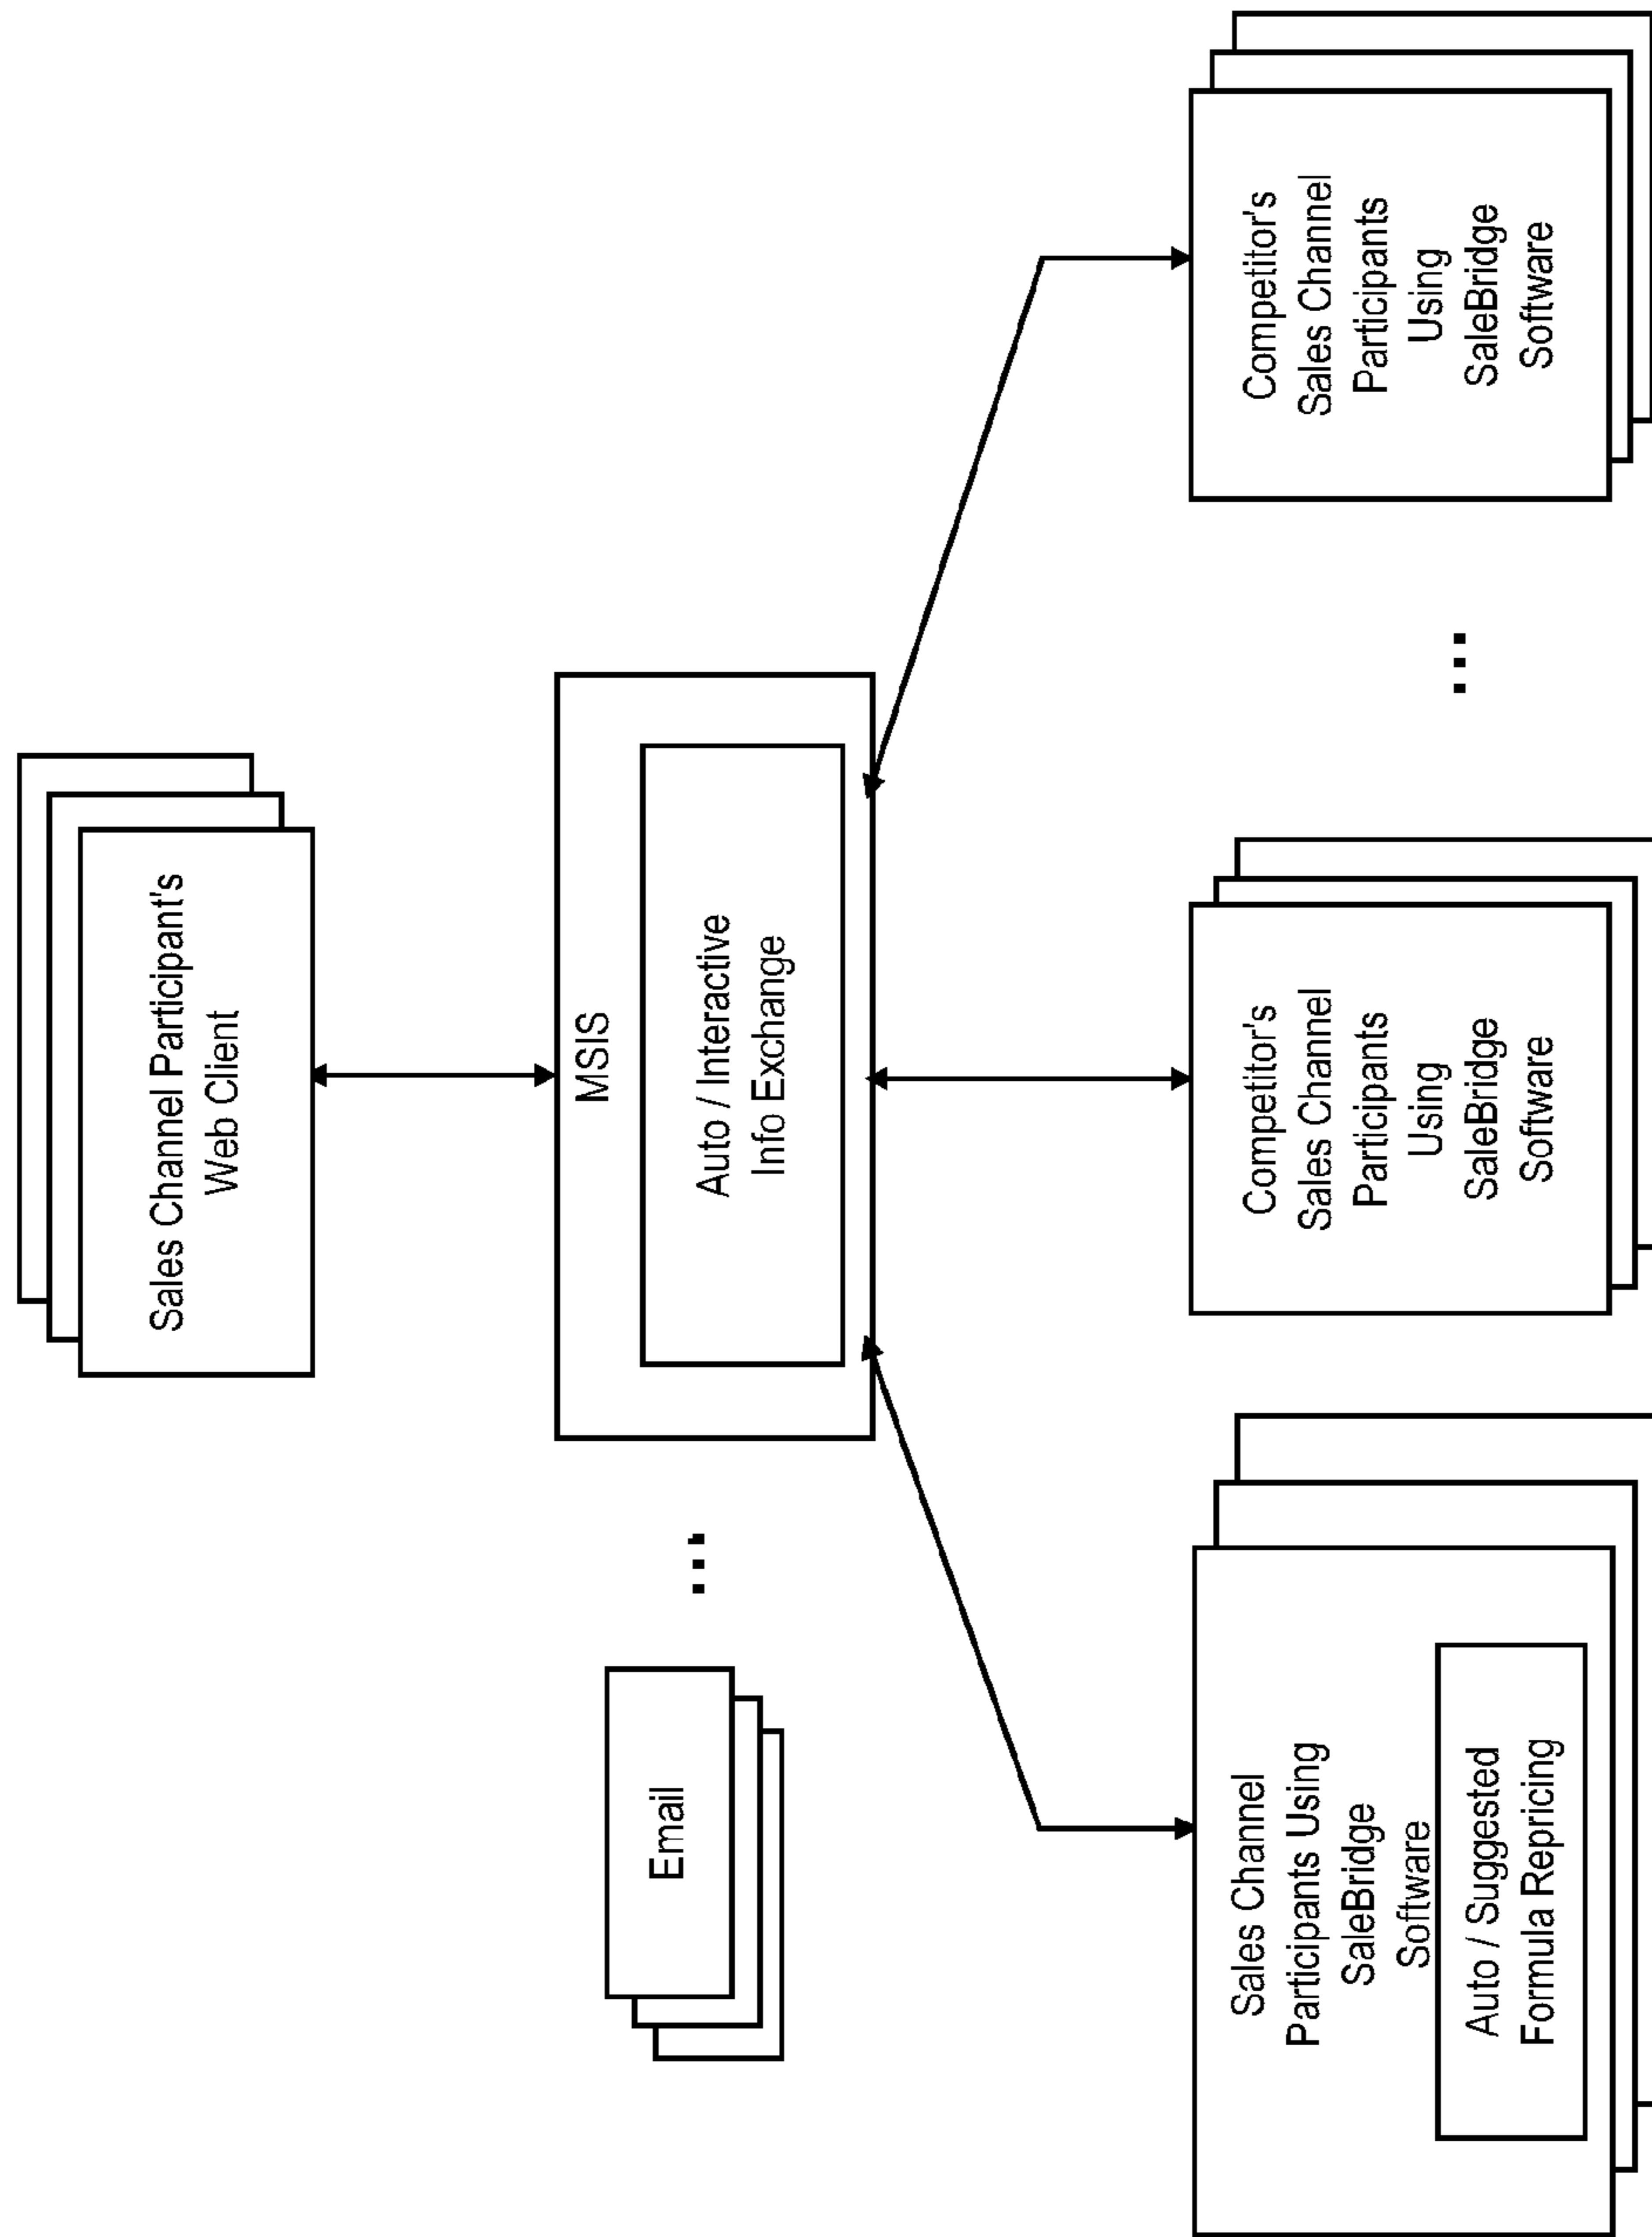 Sales Channel Participant's
Web Client
Email
...
MSIS
Auto / Interactive
Info Exchange
Sales Channel
Participants Using
SaleBridge
Software
Auto / Suggested
Formula Repricing
Competitor's
Sales Channel
Participants
Using
SaleBridge
Software
...
Competitor's
Sales Channel
Participants
Using
SaleBridge
Software